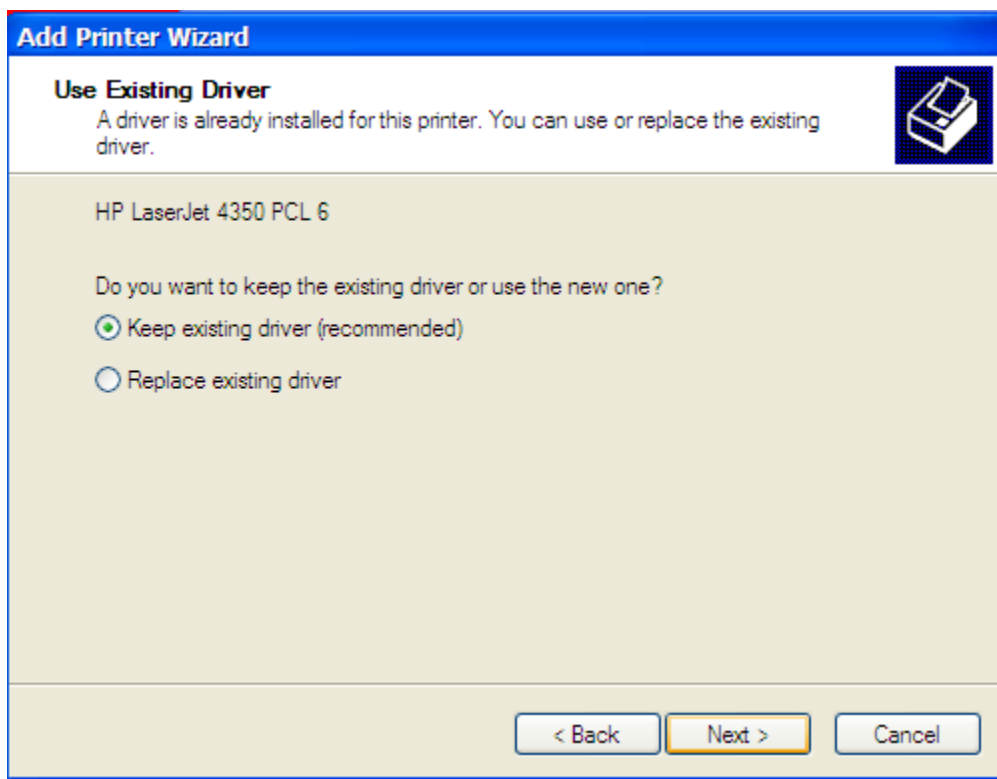 Add Printer Wizard
Use Existing Driver
A driver is already installed for this printer. You can use or replace the existing
driver.
HP LaserJet 4350 PCL 6
Do you want to keep the existing driver or use the new one?
Keep existing driver (recommended)
Replace existing driver
< Back
Next >
Cancel